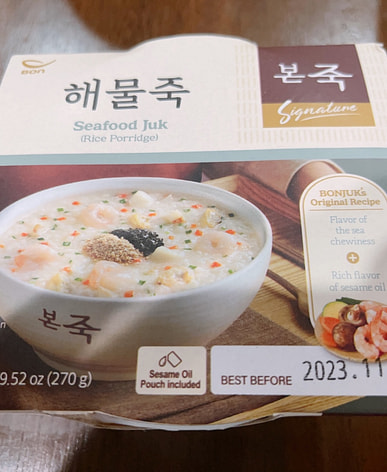 BON
해물죽
Seafood Juk
(Rice Porridge)
본죽
Signature
BONJUK's
Original Recipe
Flavor of
the sea
chewiness
+
Rich flavor
of sesame oil
본죽
9.52 oz (270 g)
Sesame Oil
Pouch included
BEST BEFORE
2023.11